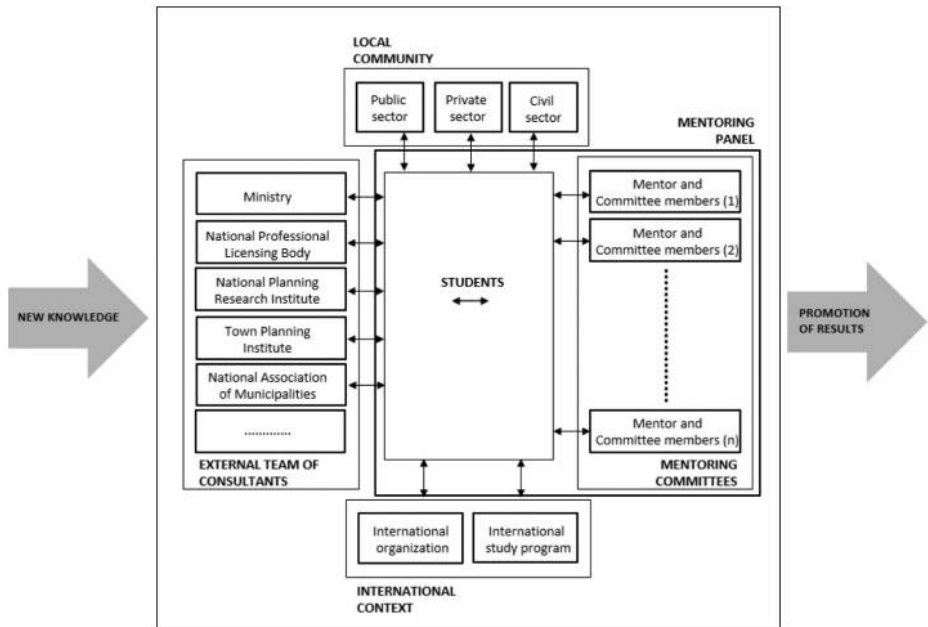 LOCAL
COMMUNITY
Public
sector
Private
sector
Civil
sector
MENTORING
PANEL
Ministry
National Professional
Licensing Body
National Planning
Research Institute
Town Planning
Institute
National Association
of Municipalities
.............
EXTERNAL TEAM OF
CONSULTANTS
NEW KNOWLEDGE
STUDENTS
Mentor and
Committee members (1)
Mentor and
Committee members (2)
Mentor and
Committee members (n)
MENTORING
COMMITTEES
PROMOTION
OF RESULTS
International
organization
International
study program
INTERNATIONAL
CONTEXT